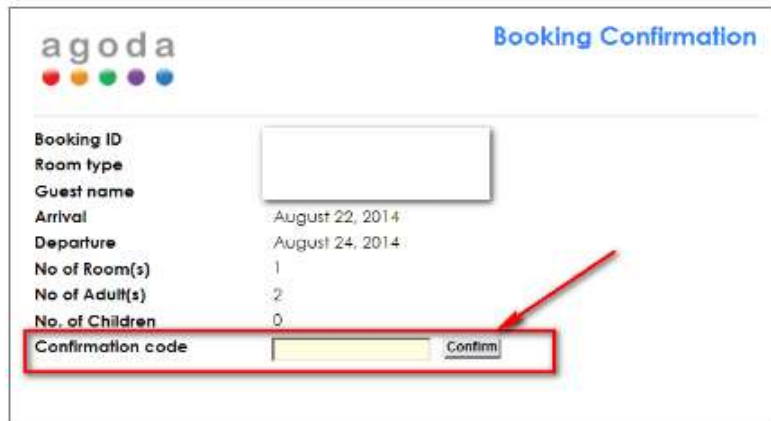 agoda
Booking Confirmation
Booking ID
Room type
Guest name
Arrival August 22, 2014
Departure August 24, 2014
No of Room(s) 1
No of Adult(s) 2
No. of Children 0
Confirmation code Confirm